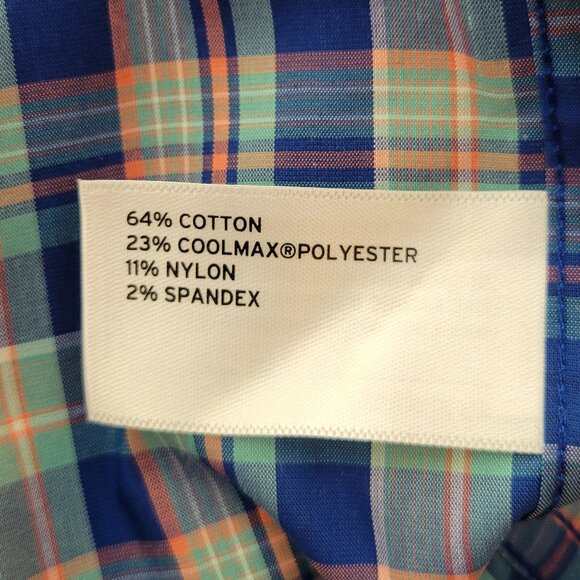 64% COTTON
23% COOLMAX®POLYESTER
11% NYLON
2% SPANDEX